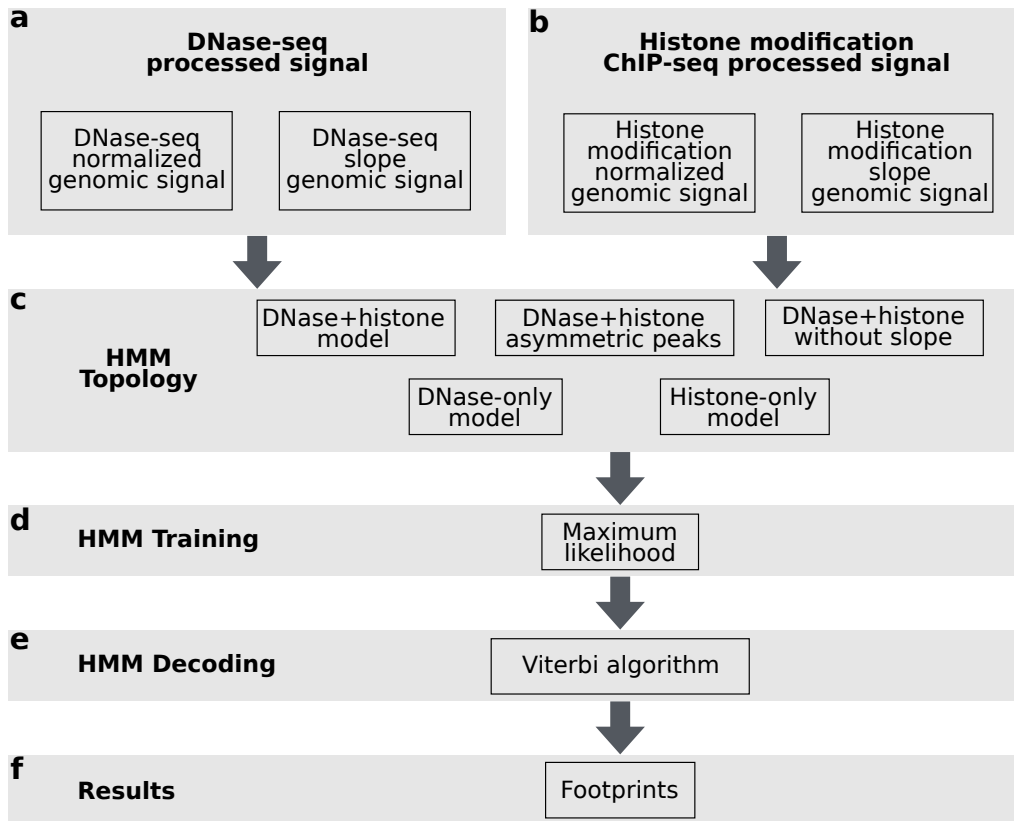 a
DNase-seq
processed signal
DNase-seq
normalized
genomic signal
DNase-seq
slope
genomic signal
b
Histone modification
ChIP-seq processed signal
Histone
modification
normalized
genomic signal
Histone
modification
slope
genomic signal
c
HMM
Topology
DNase+histone
model
DNase+histone
asymmetric peaks
DNase+histone
without slope
DNase-only
model
Histone-only
model
d
HMM Training
Maximum
likelihood
e
HMM Decoding
Viterbi algorithm
f
Results
Footprints